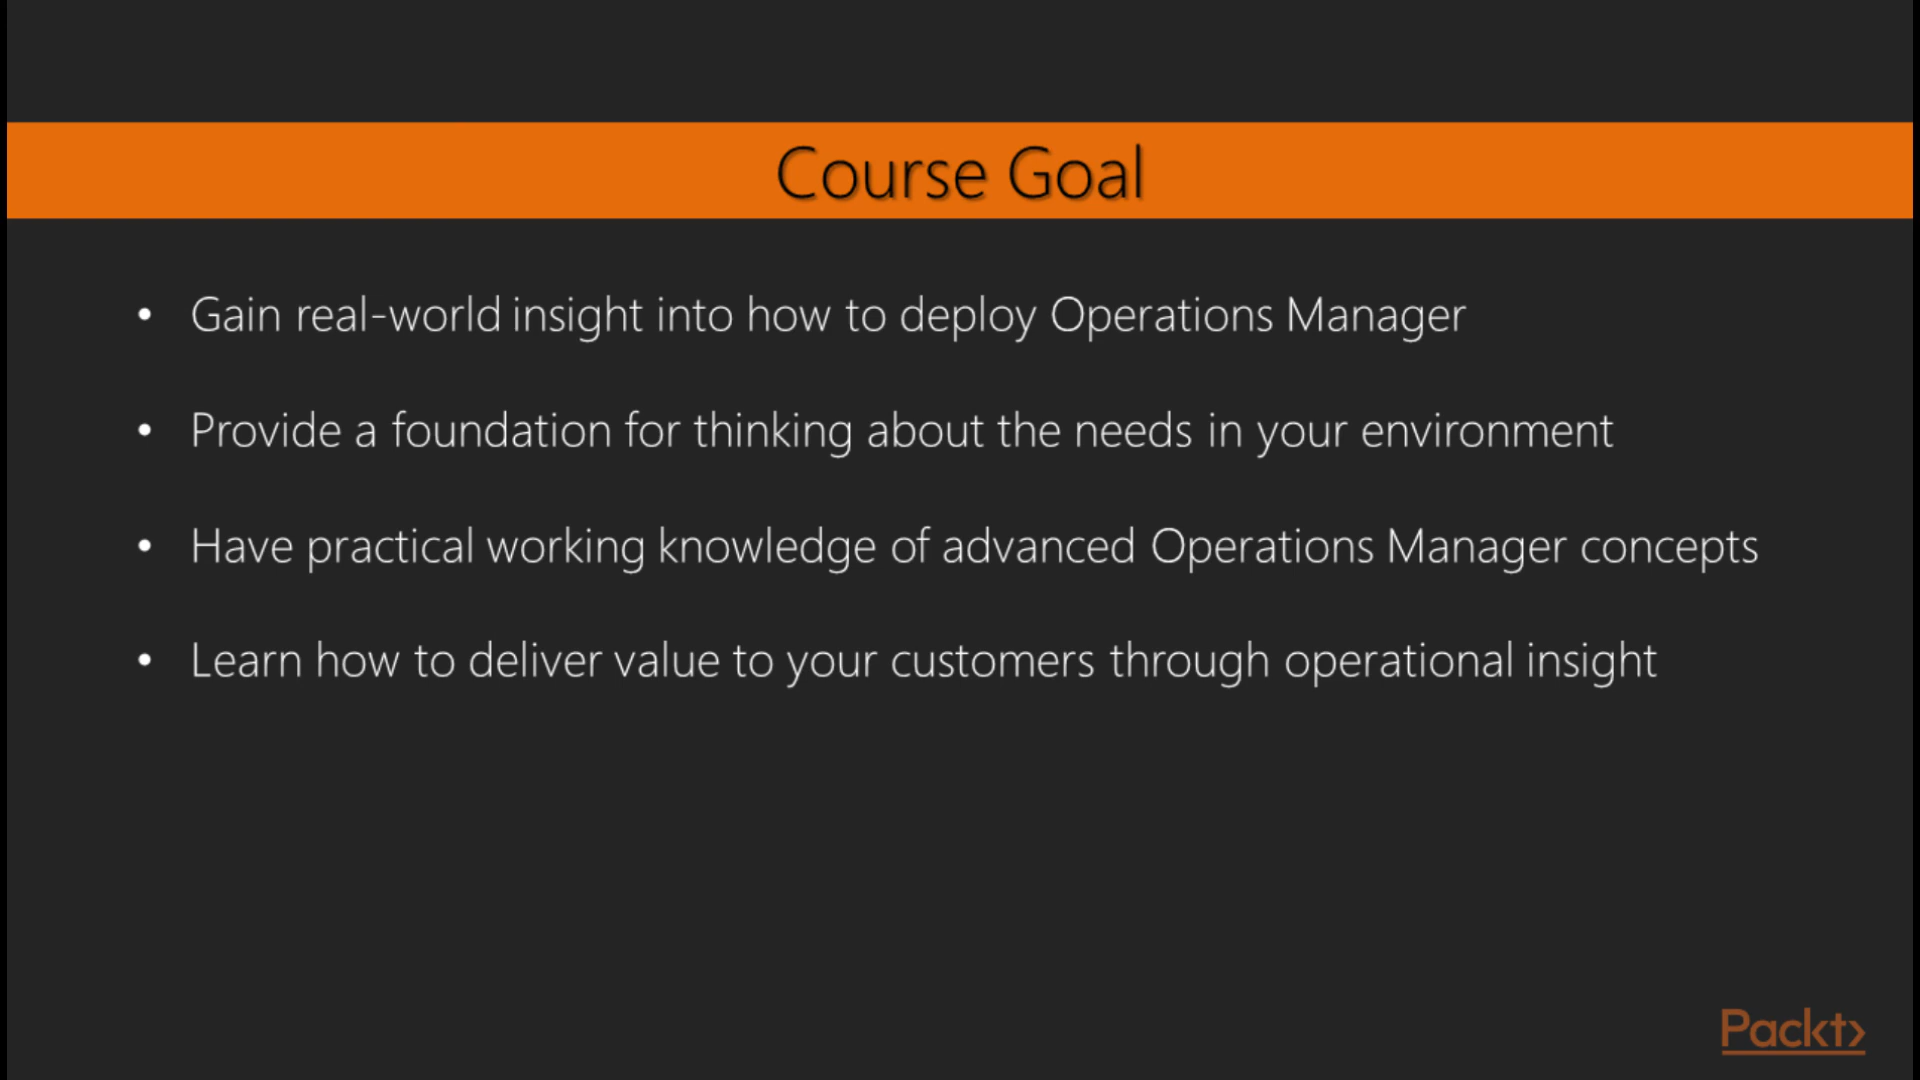 Course Goal
• Gain real-world insight into how to deploy Operations Manager
• Provide a foundation for thinking about the needs in your environment
• Have practical working knowledge of advanced Operations Manager concepts
• Learn how to deliver value to your customers through operational insight
Packt>